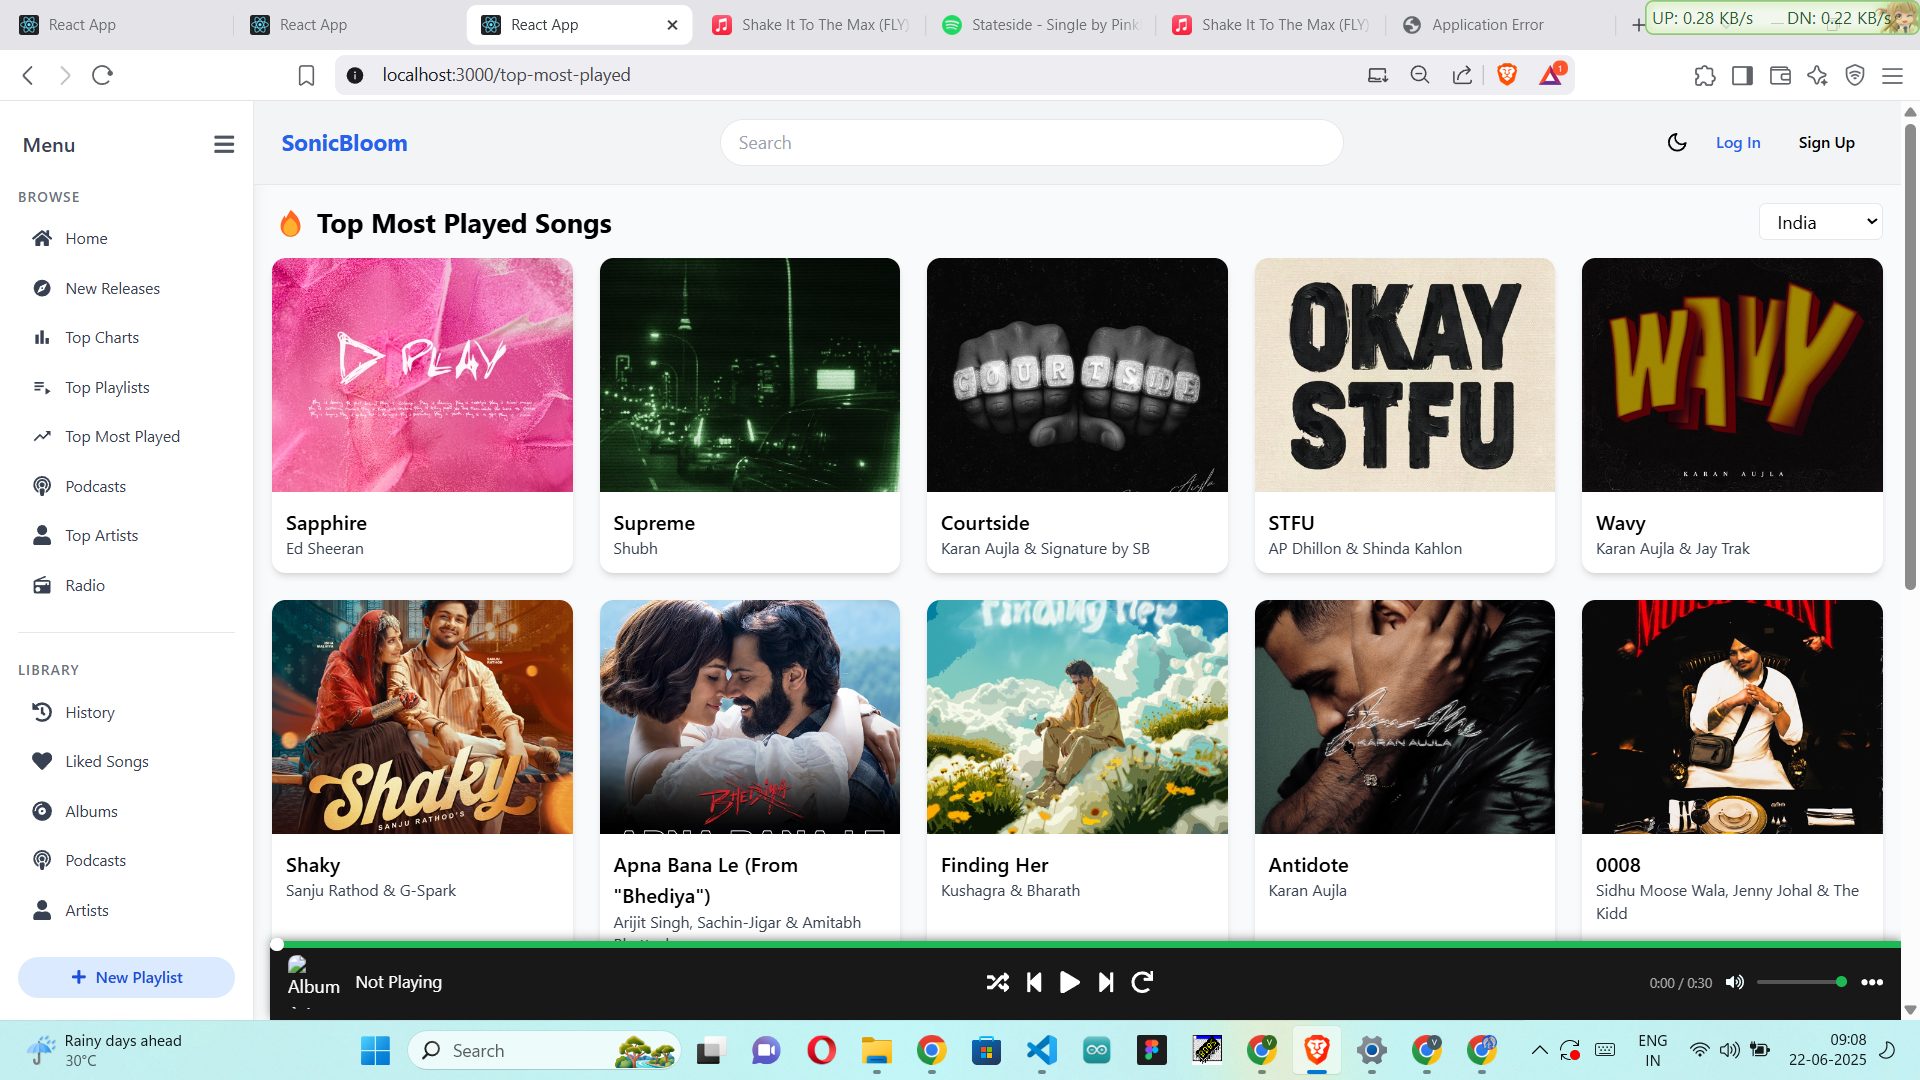 React App
React App
React App
Shake It To The Max (FLY)
Stateside - Single by Pink
Shake It To The Max (FLY)
Application Error
UP: 0.28 KB/s
DN: 0.22 KB/s
localhost:3000/top-most-played
1
Menu
SonicBloom
Search
Log In
Sign Up
BROWSE
Home
New Releases
Top Charts
Top Playlists
Top Most Played
Podcasts
Top Artists
Radio
LIBRARY
History
Liked Songs
Albums
Podcasts
Artists
+ New Playlist
Top Most Played Songs
India
PLAY
COURTSIDE
OKAY
STFU
WAVY
KARAN AUJLA
Sapphire
Ed Sheeran
Supreme
Shubh
Courtside
Karan Aujla & Signature by SB
STFU
AP Dhillon & Shinda Kahlon
Wavy
Karan Aujla & Jay Trak
SANJU RATHOD
Shaky
SANJU RATHOD'S
BHEDIYA
APNA BANA LE
Finding Her
KARAN AUJLA
Shaky
Sanju Rathod & G-Spark
Apna Bana Le (From
"Bhediya")
Arijit Singh, Sachin-Jigar & Amitabh
Finding Her
Kushagra & Bharath
Antidote
Karan Aujla
0008
Sidhu Moose Wala, Jenny Johal & The
Kidd
Album
Not Playing
0:00 / 0:30
Rainy days ahead
30°C
Search
ENG
IN
09:08
22-06-2025